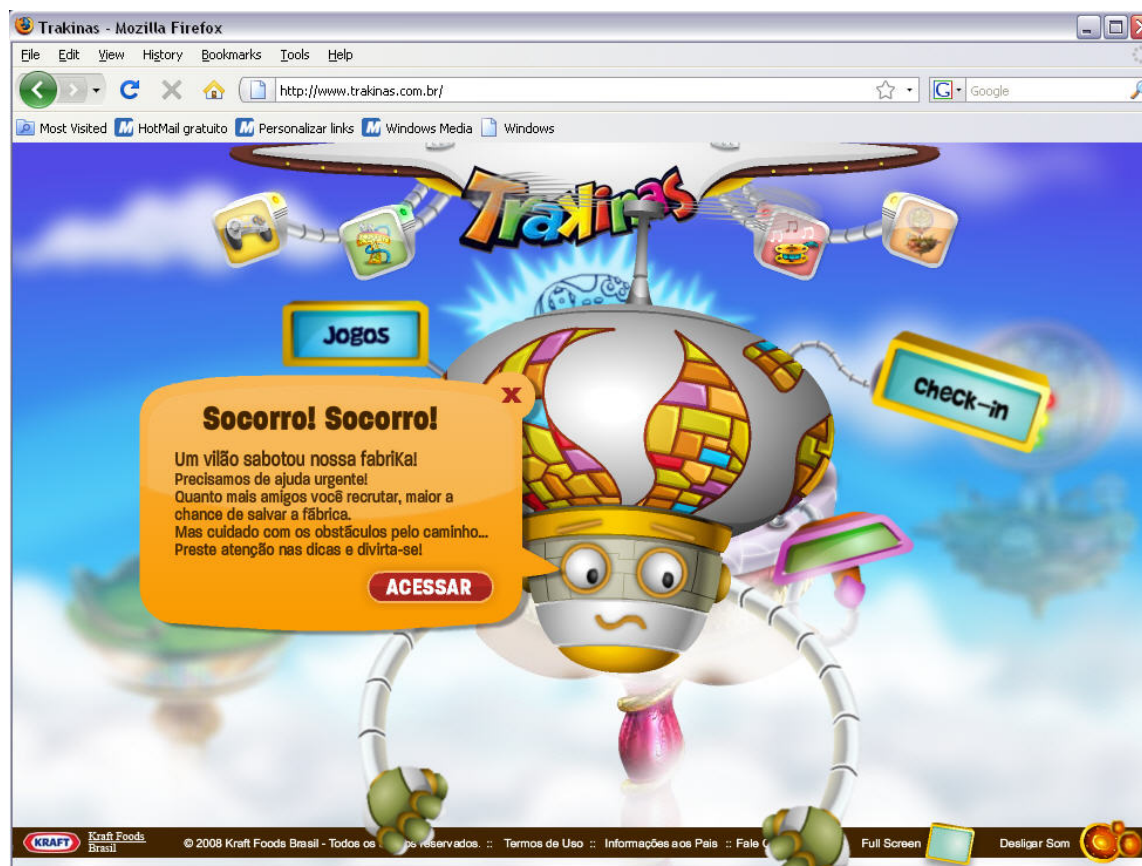 Trakinas - Mozilla Firefox
File Edit View History Bookmarks Tools Help
http://www.trakinas.com.br/
G Google
Most Visited HotMail gratuito Personalizar links Windows Media Windows
Trakinas
Jogos
Check-in
x
Socorro! Socorro!
Um vilão sabotou nossa fabriKa!
Precisamos de ajuda urgente!
Quanto mais amigos você recrutar, maior a
chance de salvar a fábrica.
Mas cuidado com os obstáculos pelo caminho...
Preste atenção nas dicas e divirta-se!
ACESSAR
KRAFT
Kraft Foods
Brasil
© 2008 Kraft Foods Brasil - Todos os :: Termos de Uso :: Informações aos Pais :: Fale
Full Screen
Desligar Som